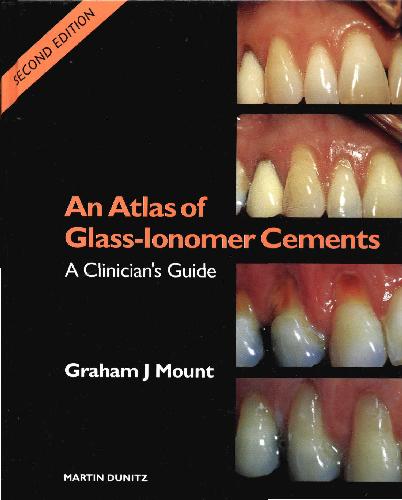 SECOND EDITION
An Atlas of
Glass-Ionomer Cements
A Clinician's Guide
Graham J Mount
MARTIN DUNITZ